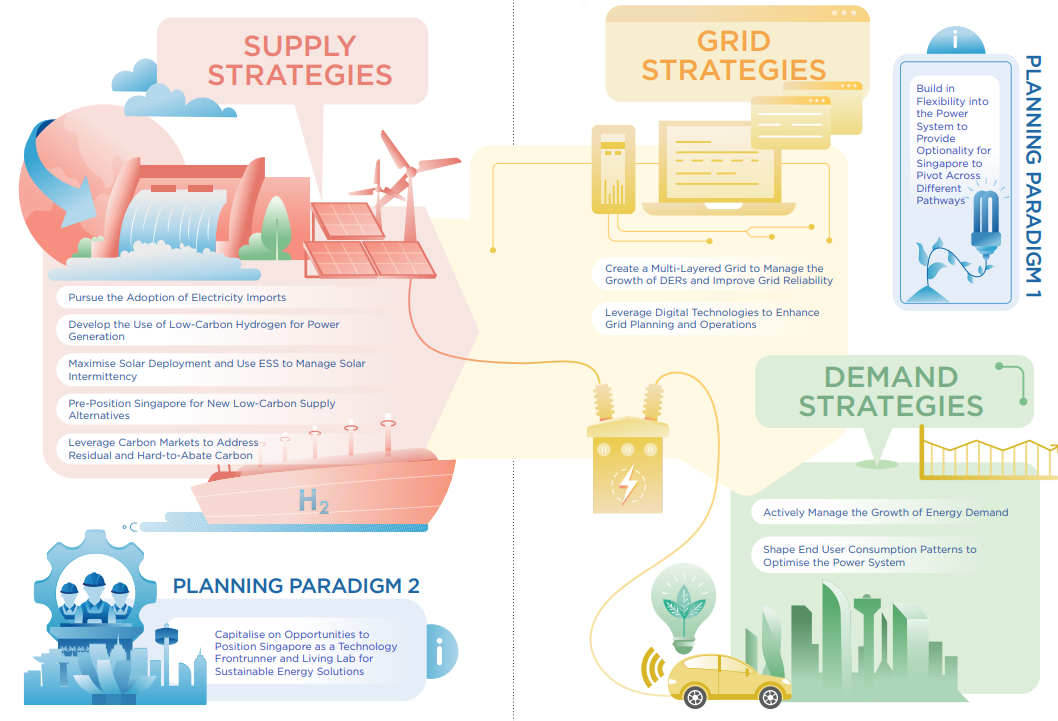 SUPPLY
STRATEGIES
Pursue the Adoption of Electricity Imports
Develop the Use of Low-Carbon Hydrogen for Power
Generation
Maximise Solar Deployment and Use ESS to Manage Solar
Intermittency
Pre-Position Singapore for New Low-Carbon Supply
Alternatives
Leverage Carbon Markets to Address
Residual and Hard-to-Abate Carbon
H2
GRID
STRATEGIES
Create a Multi-Layered Grid to Manage the
Growth of DERs and Improve Grid Reliability
Leverage Digital Technologies to Enhance
Grid Planning and Operations
i
Build in
Flexibility into
the Power
System to
Provide
Optionality for
Singapore to
Pivot Across
Different
Pathways
PLANNING PARADIGM 1
DEMAND
STRATEGIES
Actively Manage the Growth of Energy Demand
Shape End User Consumption Patterns to
Optimise the Power System
PLANNING PARADIGM 2
Capitalise on Opportunities to
Position Singapore as a Technology
Frontrunner and Living Lab for
Sustainable Energy Solutions
i